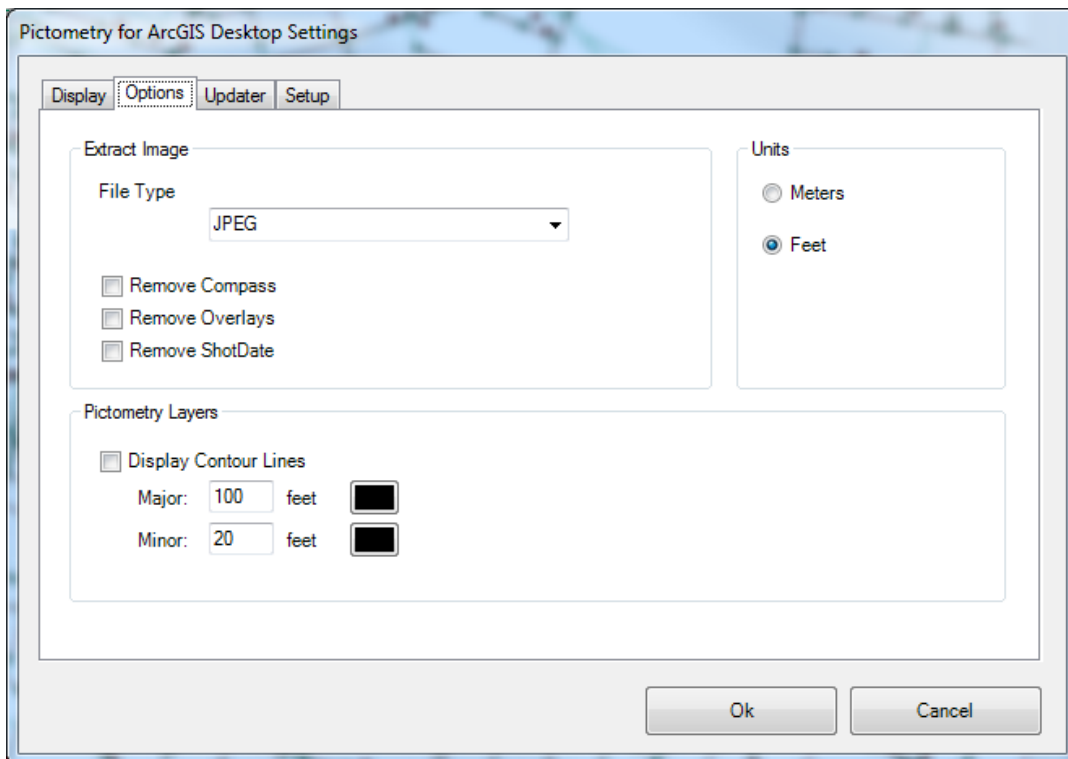 Pictometry for ArcGIS Desktop Settings
Display Options Updater Setup
Extract Image
File Type
JPEG
Remove Compass
Remove Overlays
Remove ShotDate
Units
Meters
Feet
Pictometry Layers
Display Contour Lines
Major: 100 feet
Minor: 20 feet
Ok Cancel